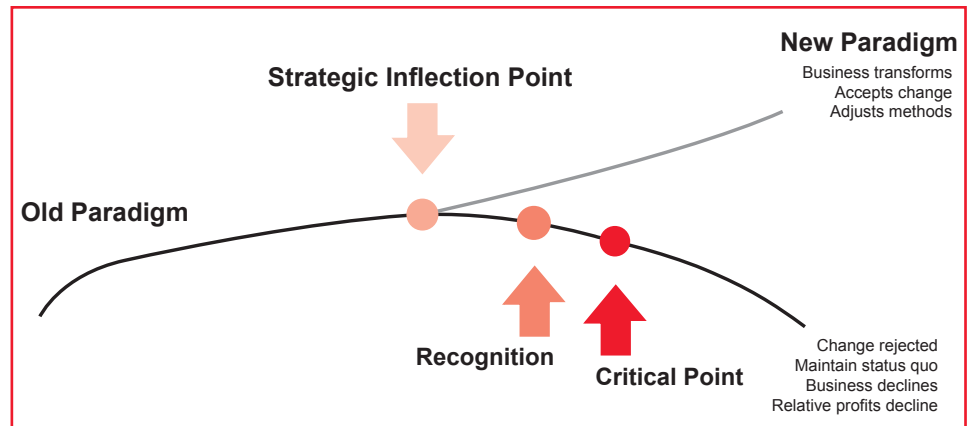 New Paradigm
Business transforms
Accepts change
Adjusts methods
Strategic Inflection Point
Old Paradigm
Recognition
Critical Point
Change rejected
Maintain status quo
Business declines
Relative profits decline